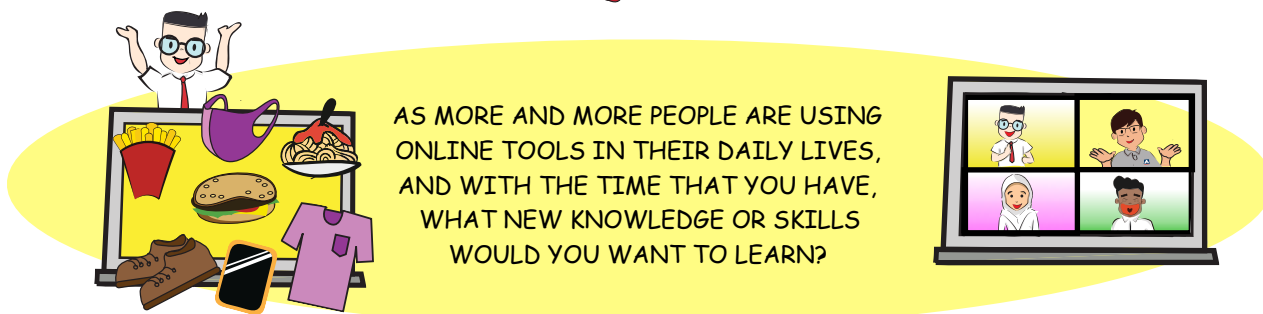 AS MORE AND MORE PEOPLE ARE USING
ONLINE TOOLS IN THEIR DAILY LIVES,
AND WITH THE TIME THAT YOU HAVE,
WHAT NEW KNOWLEDGE OR SKILLS
WOULD YOU WANT TO LEARN?